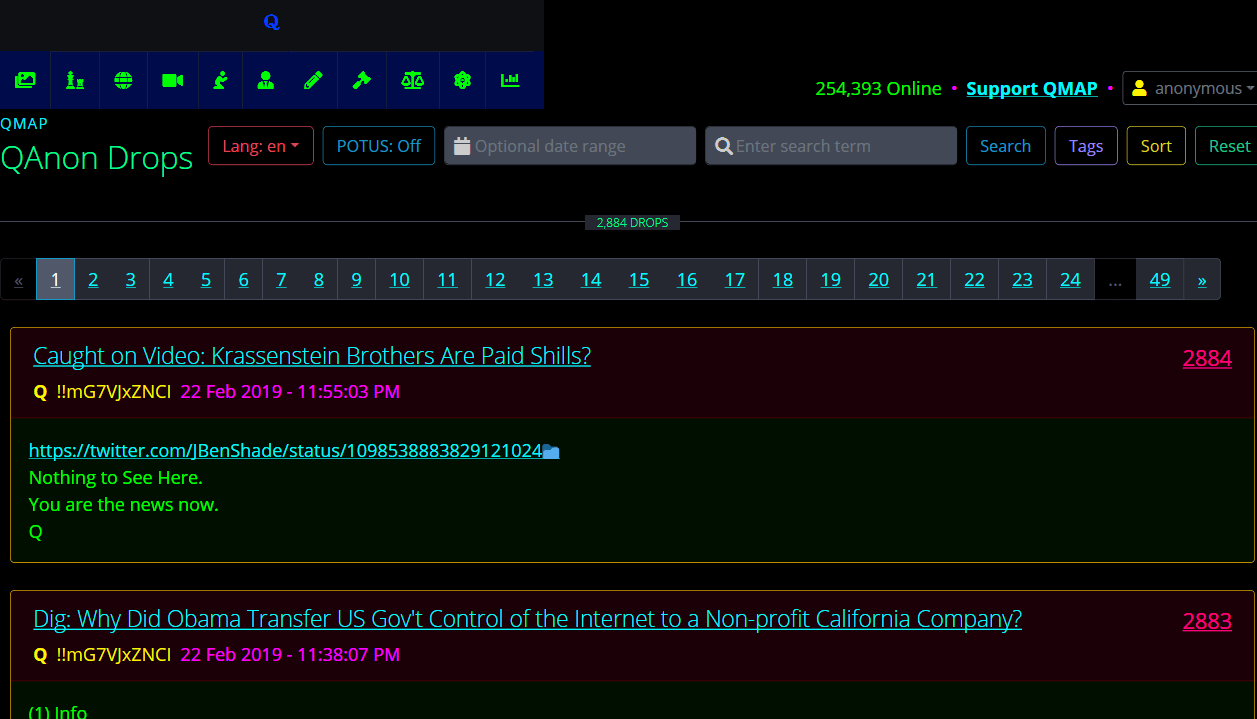 Q
254,393 Online • Support QMAP • anonymous
QMAP
QAnon Drops
Lang: en
POTUS: Off
Optional date range
Enter search term
Search
Tags
Sort
Reset
2,884 DROPS
« 1 2 3 4 5 6 7 8 9 10 11 12 13 14 15 16 17 18 19 20 21 22 23 24 ... 49 »
Caught on Video: Krassenstein Brothers Are Paid Shills?
2884
Q !!mG7VJxZNCI 22 Feb 2019 - 11:55:03 PM
https://twitter.com/JBenShade/status/1098538883829121024
Nothing to See Here.
You are the news now.
Q
Dig: Why Did Obama Transfer US Gov't Control of the Internet to a Non-profit California Company?
2883
Q !!mG7VJxZNCI 22 Feb 2019 - 11:38:07 PM
(1) Info